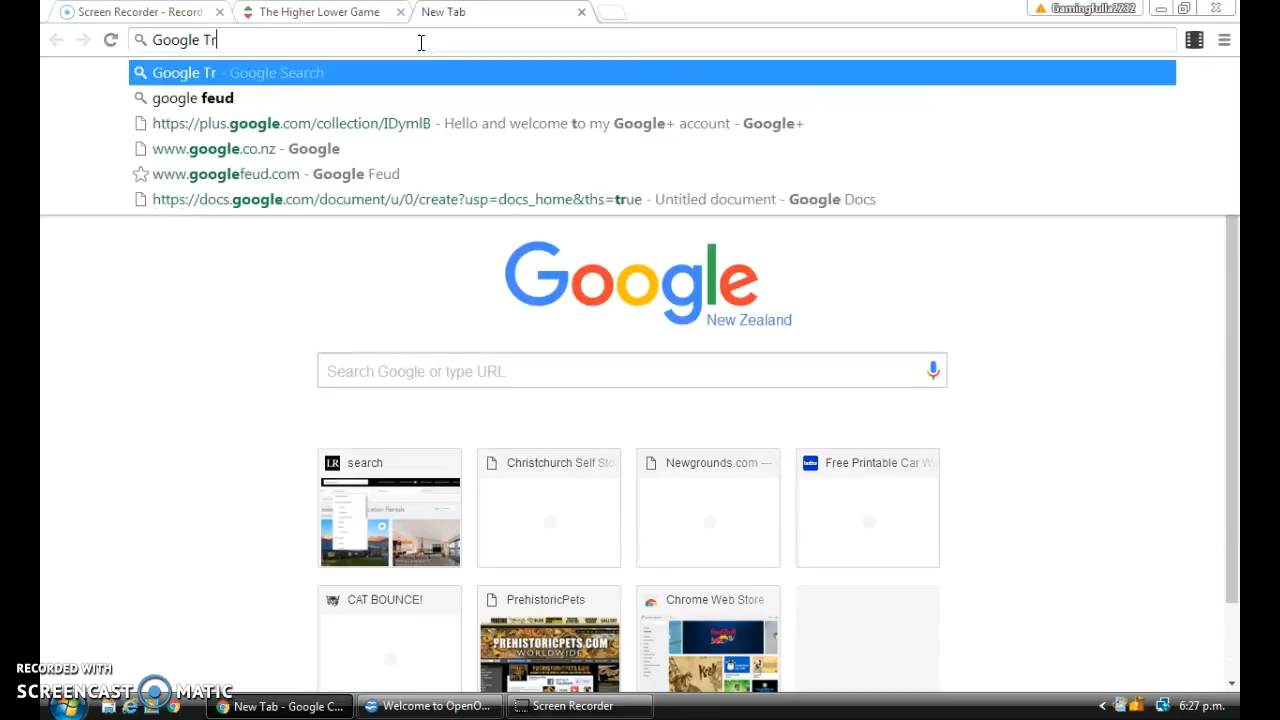 Screen Recorder - Record
The Higher Lower Game
New Tab
Gamingfulla2232
Google Tr
Google Tr - Google Search
google feud
https://plus.google.com/collection/IDymlB - Hello and welcome to my Google+ account - Google+
www.google.co.nz - Google
www.googlefeud.com - Google Feud
https://docs.google.com/document/u/0/create?usp=docs_home&ths=true - Untitled document - Google Docs
Google
New Zealand
Search Google or type URL
LR search
Christchurch Self Sto
Newgrounds.com —
Free Printable Car W
CAT BOUNCE!
PrehistoricPets
Chrome Web Store
PREHISTORICPETS.COM
WORLDWIDE
Red Bull
RECORDED WITH
SCREENCAST MATIC
New Tab - Google C...
Welcome to OpenO...
Screen Recorder
6:27 p.m.